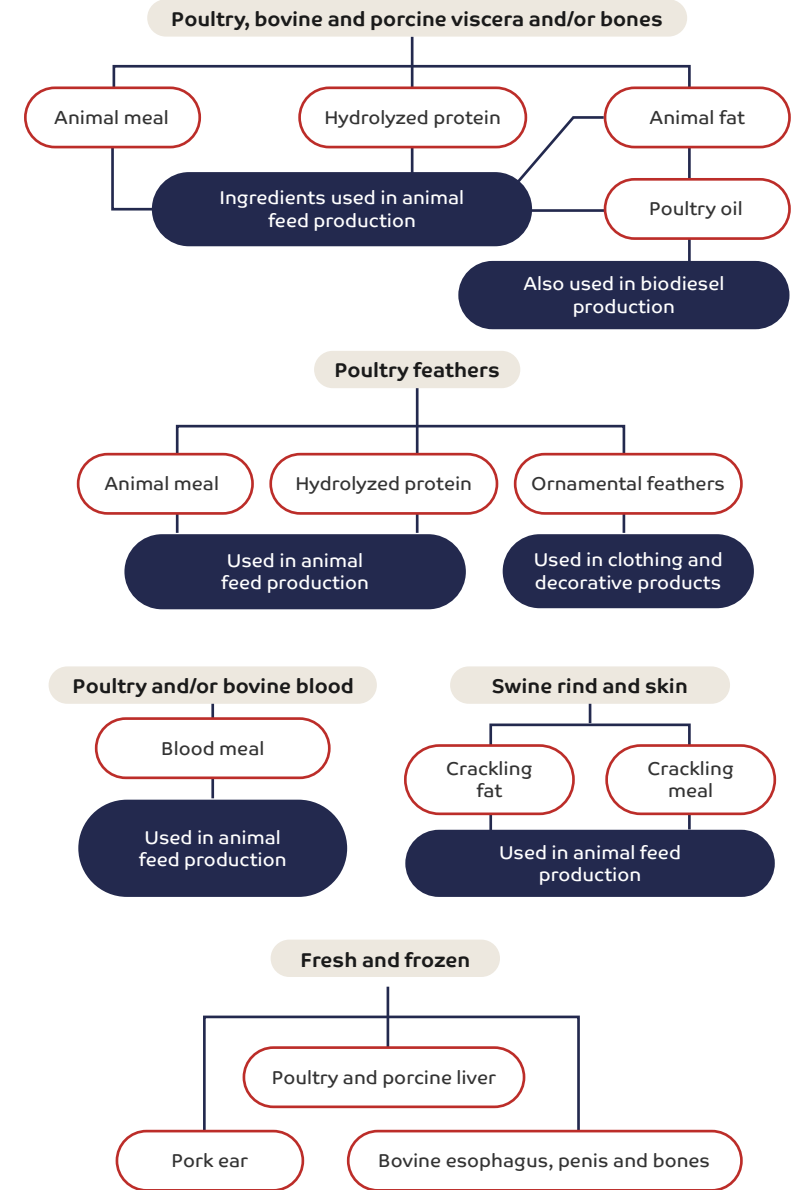 Poultry, bovine and porcine viscera and/or bones
Animal meal
Hydrolyzed protein
Animal fat
Ingredients used in animal
feed production
Poultry oil
Also used in biodiesel
production
Poultry feathers
Animal meal
Hydrolyzed protein
Ornamental feathers
Used in animal
feed production
Used in clothing and
decorative products
Poultry and/or bovine blood
Blood meal
Used in animal
feed production
Swine rind and skin
Crackling
fat
Crackling
meal
Used in animal feed
production
Fresh and frozen
Poultry and porcine liver
Pork ear
Bovine esophagus, penis and bones